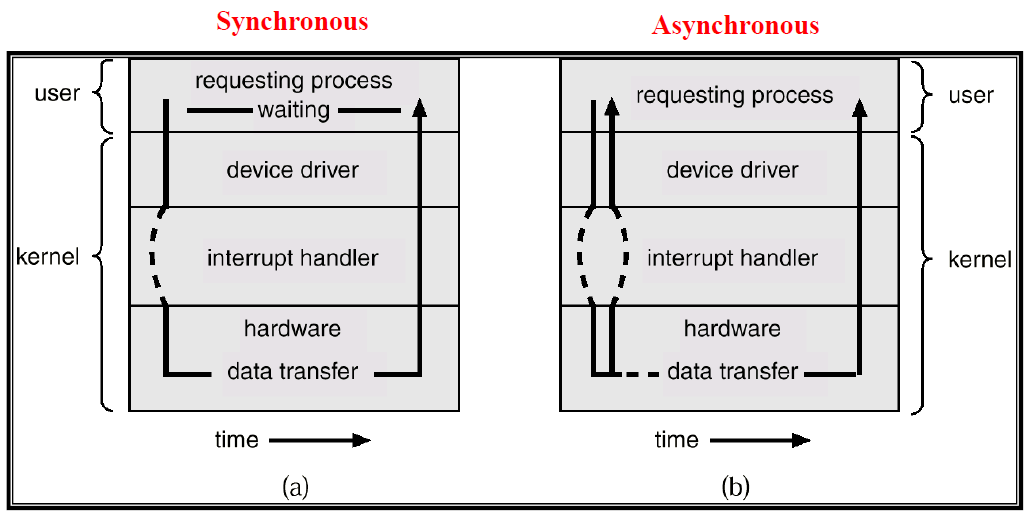 Synchronous
Asynchronous
user
requesting process
waiting
requesting process
user
device driver
device driver
kernel
interrupt handler
interrupt handler
kernel
hardware
hardware
data transfer
data transfer
time
time
(a)
(b)